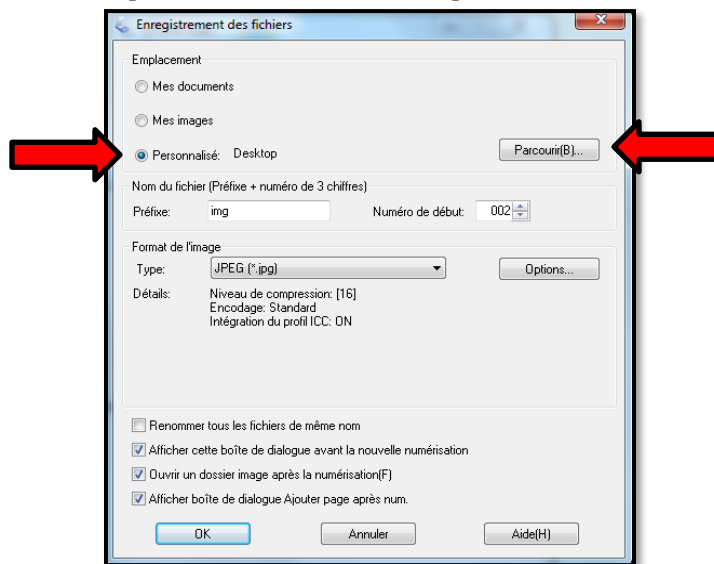 Enregistrement des fichiers
Emplacement
Mes documents
Mes images
Personnalisé: Desktop Parcourir(B)...
Nom du fichier (Préfixe + numéro de 3 chiffres)
Préfixe: img Numéro de début: 002
Format de l'image
Type: JPEG (*.jpg) Options...
Détails: Niveau de compression: [16]
Encodage: Standard
Intégration du profil ICC: ON
Renommer tous les fichiers de même nom
Afficher cette boîte de dialogue avant la nouvelle numérisation
Ouvrir un dossier image après la numérisation(F)
Afficher boîte de dialogue Ajouter page après num.
OK Annuler Aide(H)